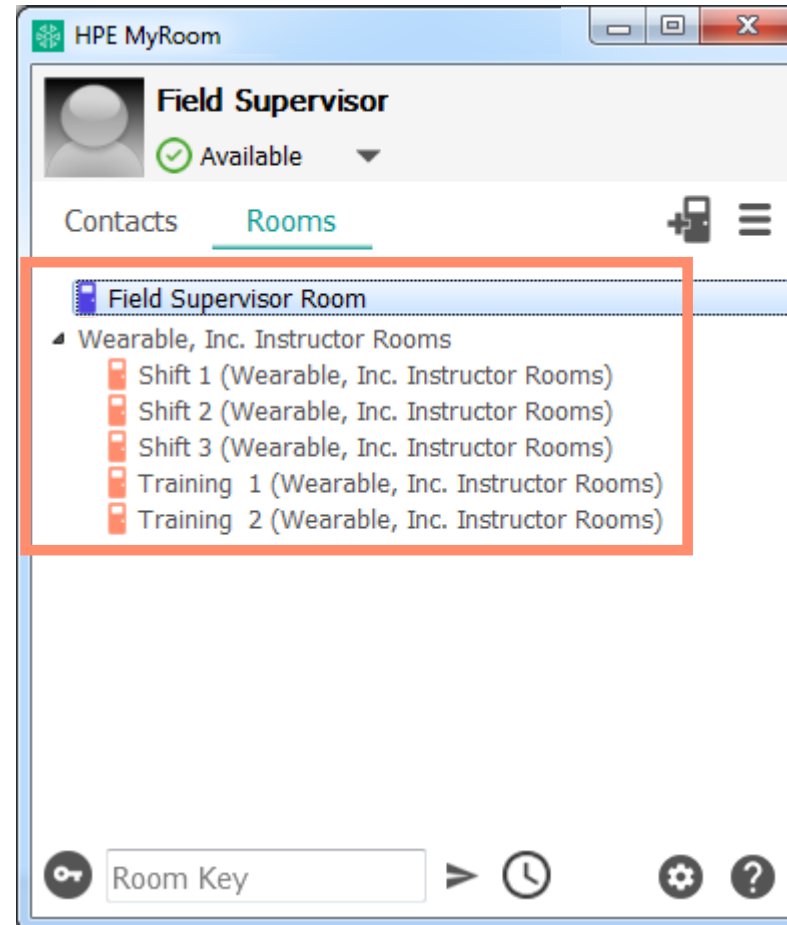 HPE MyRoom
Field Supervisor
Available
Contacts Rooms
Field Supervisor Room
Wearable, Inc. Instructor Rooms
Shift 1 (Wearable, Inc. Instructor Rooms)
Shift 2 (Wearable, Inc. Instructor Rooms)
Shift 3 (Wearable, Inc. Instructor Rooms)
Training  1 (Wearable, Inc. Instructor Rooms)
Training  2 (Wearable, Inc. Instructor Rooms)
Room Key